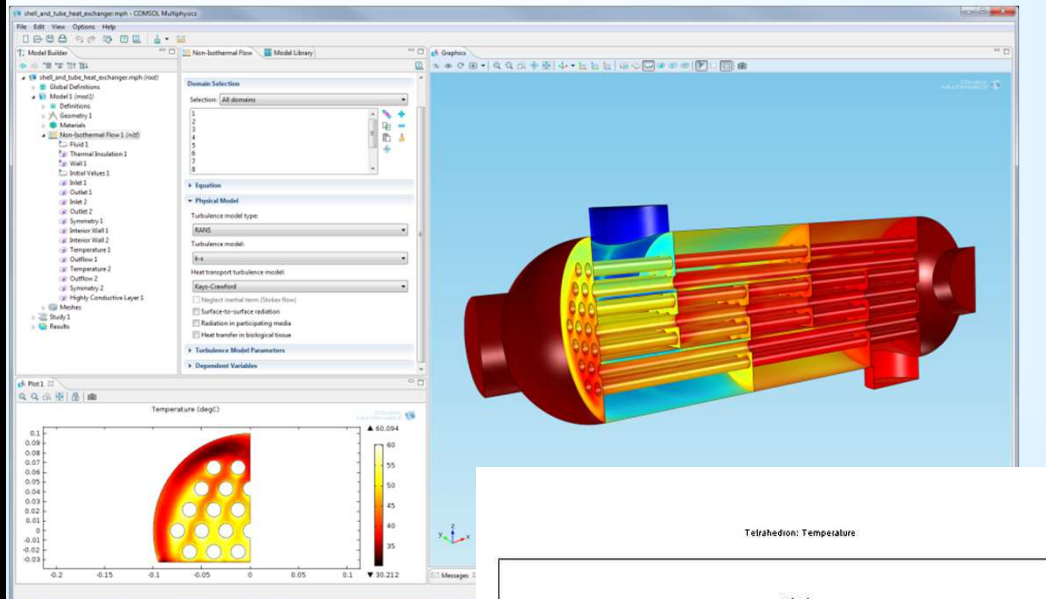 shell_and_tube_heat_exchanger.mph - COMSOL Multiphysics
File Edit View Options Help
Model Builder
shell_and_tube_heat_exchanger.mph (root)
Global Definitions
Model 1 (mod1)
Definitions
Geometry 1
Materials
Non-Isothermal Flow 1 (nitf)
Fluid 1
Thermal Insulation 1
Wall 1
Initial Values 1
Inlet 1
Outlet 1
Inlet 2
Outlet 2
Symmetry 1
Interior Wall 1
Interior Wall 2
Temperature 1
Outflow 1
Temperature 2
Outflow 2
Symmetry 2
Highly Conductive Layer 1
Meshes
Study 1
Results
Non-Isothermal Flow
Model Library
Domain Selection
Selection: All domains
1
2
3
4
5
6
7
8
Equation
Physical Model
Turbulence model type:
RANS
Turbulence model:
k-ε
Heat transport turbulence model:
Kays-Crawford
Neglect inertial term (Stokes flow)
Surface-to-surface radiation
Radiation in participating media
Heat transfer in biological tissue
Turbulence Model Parameters
Dependent Variables
Graphics
COMSOL
MULTIPHYSICS
y z x
Messages
Plot 1
Temperature (degC)
COMSOL
MULTIPHYSICS
▲ 60.094
60
55
50
45
40
35
▼ 30.212
0.1
0.09
0.08
0.07
0.06
0.05
0.04
0.03
0.02
0.01
0
-0.01
-0.02
-0.03
-0.2 -0.15 -0.1 -0.05 0 0.05 0.1
Tetrahedron: Temperature